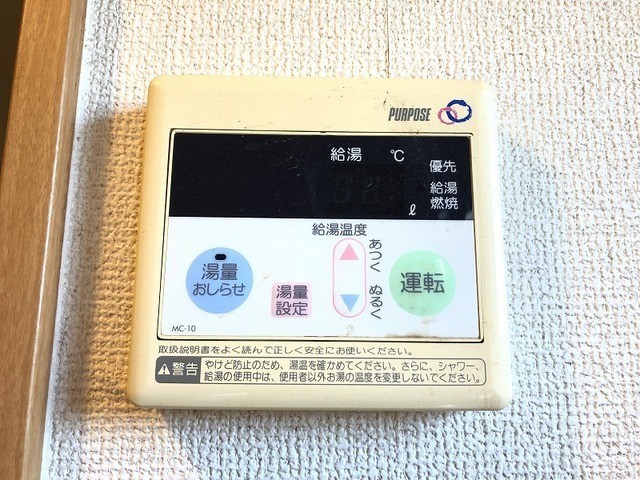 PURPOSE
給湯 ℃
優先
給湯
燃焼
ℓ
給湯温度
あつく
ぬるく
湯量
おしらせ
湯量
設定
運転
MC-10
取扱説明書をよく読んで正しく安全にお使いください。
警告
やけど防止のため、湯温を確かめてください。さらに、シャワー、
給湯の使用中は、使用者以外お湯の温度を変更しないでください。